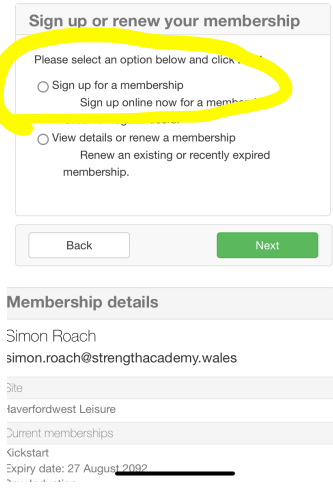 Sign up or renew your membership
Please select an option below and click
Sign up for a membership
Sign up online now for a
View details or renew a membership
Renew an existing or recently expired
membership.
Back
Next
Membership details
Simon Roach
simon.roach@strengthacademy.wales
Site
Haverfordwest Leisure
Current memberships
Kickstart
Expiry date: 27 August 2092